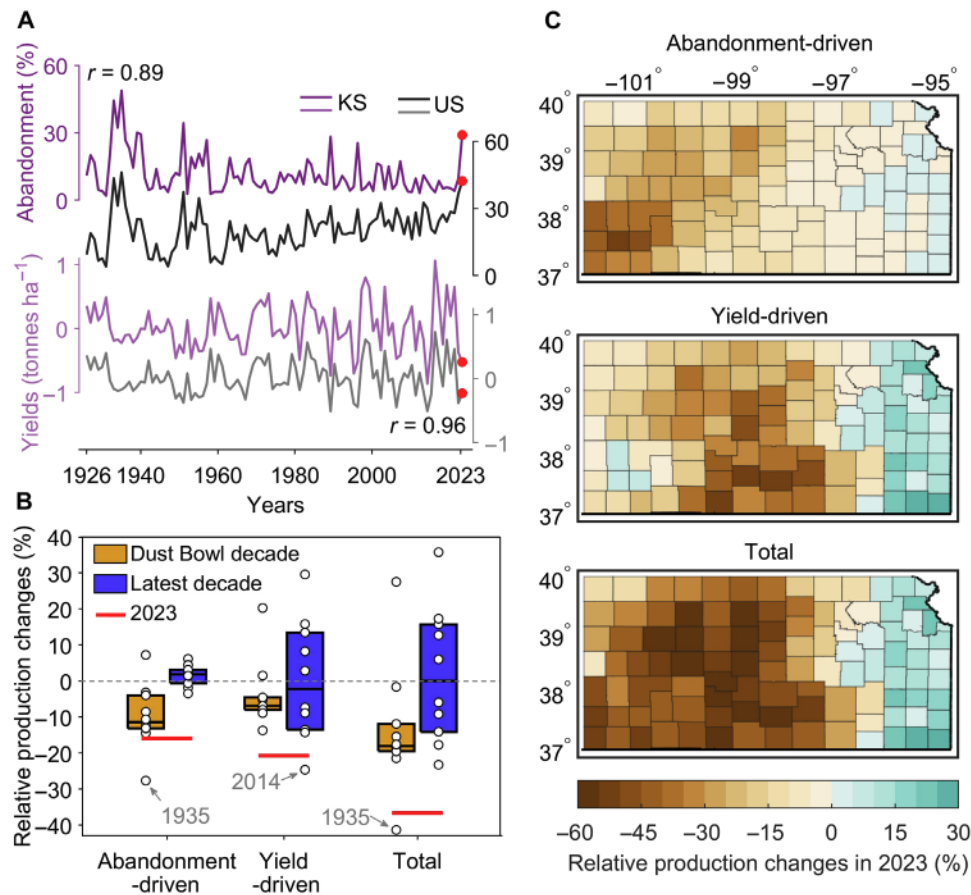 A
Abandonment (%)
60
30
0
r = 0.89
KS
US
60
30
0
Yields (tonnes ha−1)
1
0
−1
1
0
−1
r = 0.96
1926
1940
1960
1980
2000
2023
Years
B
Relative production changes (%)
40
30
20
10
0
−10
−20
−30
−40
Dust Bowl decade
Latest decade
2023
1935
2014
1935
Abandonment
-driven
Yield
-driven
Total
C
Abandonment-driven
−101°
−99°
−97°
−95°
40°
39°
38°
37°
Yield-driven
40°
39°
38°
37°
Total
40°
39°
38°
37°
−60
−45
−30
−15
0
15
30
Relative production changes in 2023 (%)